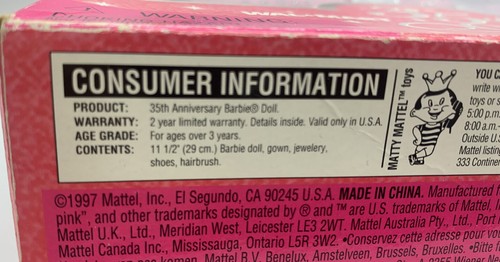 WARNING
CONSUMER INFORMATION
PRODUCT: 35th Anniversary Barbie® Doll.
WARRANTY: 2 year limited warranty. Details inside. Valid only in U.S.A.
AGE GRADE: For ages over 3 years.
CONTENTS: 11 1/2" (29 cm.) Barbie doll, gown, jewelery,
shoes, hairbrush.
MATTY MATTEL™ toys
YOU C
write w
toys or s
5:00 p.m.
8:00 a.m.
Outside U.S
Mattel listing
333 Contine
©1997 Mattel, Inc., El Segundo, CA 90245 U.S.A. MADE IN CHINA. Manufactured
pink", and other trademarks designated by ® and ™ are U.S. trademarks of Mattel, I
Mattel U.K., Ltd., Meridian West, Leicester LE3 2WT. Mattel Australia Pty., Ltd., Port
Mattel Canada Inc., Mississauga, Ontario L5R 3W2. •Conservez cette adresse pour vo
Mattel B.V. Benelux, Amstelveen, Brussels, Bruxelles. •Bitte